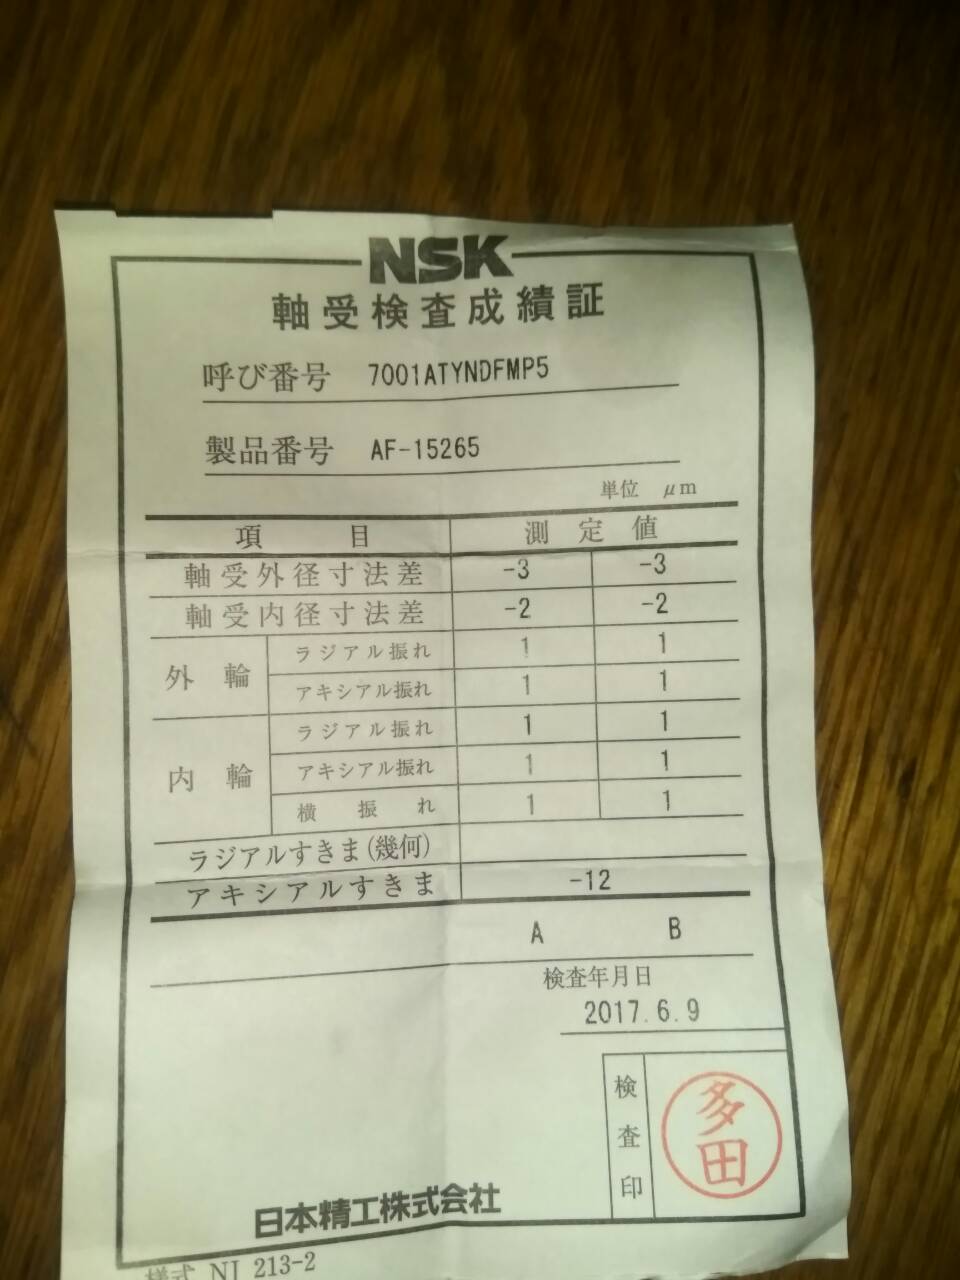 NSK
軸受検査成績証
呼び番号 7001ATYNDFMP5
製品番号 AF-15265
単位 μm
項目 測定値
軸受外径寸法差 -3 -3
軸受内径寸法差 -2 -2
外輪 ラジアル振れ 1 1
アキシアル振れ 1 1
内輪 ラジアル振れ 1 1
アキシアル振れ 1 1
横振れ 1 1
ラジアルすきま(幾何)
アキシアルすきま -12
A B
検査年月日
2017.6.9
検査印 多田
日本精工株式会社
様式 NJ 213-2